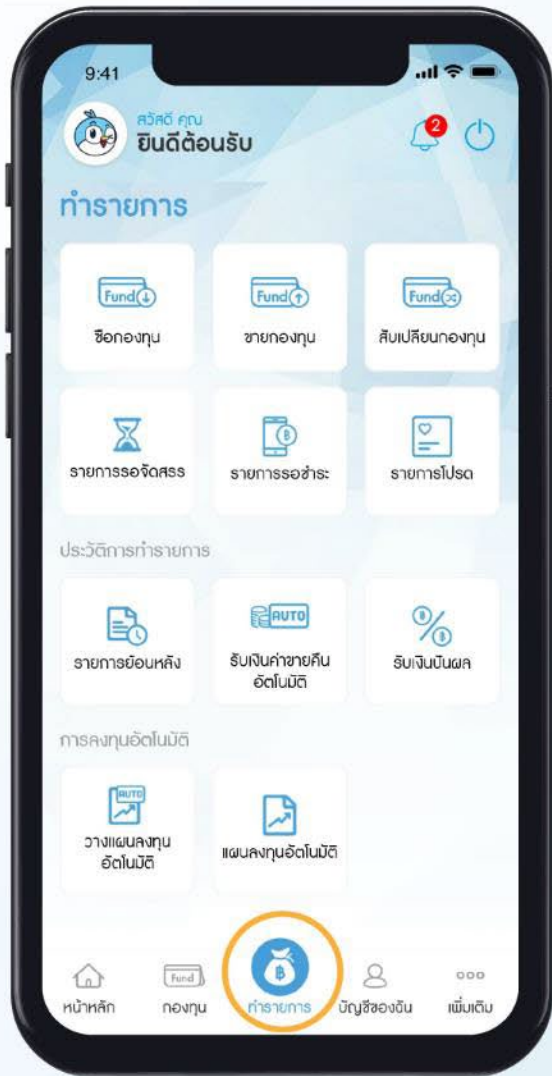 9:41
สวัสดี คุณ
ยินดีต้อนรับ
2
ทำรายการ
Fund
Fund
Fund
ซื้อกองทุน
ขายกองทุน
สับเปลี่ยนกองทุน
รายการรอจัดสรร
รายการรอชำระ
รายการโปรด
ประวัติการทำรายการ
AUTO
รายการย้อนหลัง
รับเงินค่าขายคืน
อัตโนมัติ
รับเงินปันผล
การลงทุนอัตโนมัติ
AUTO
วางแผนลงทุน
อัตโนมัติ
แผนลงทุนอัตโนมัติ
Fund
หน้าหลัก
กองทุน
ทำรายการ
บัญชีของฉัน
เพิ่มเติม